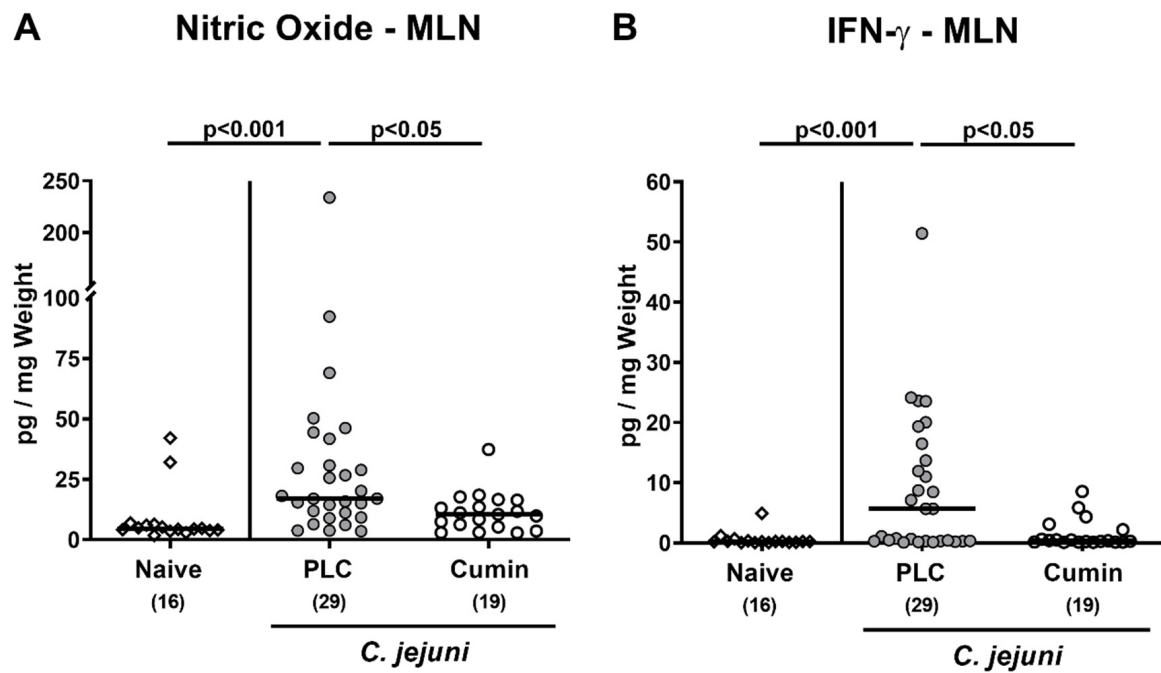 A Nitric Oxide - MLN
p<0.001 p<0.05
250
200
100
75
50
25
0
pg / mg Weight
Naive PLC Cumin
(16) (29) (19)
C. jejuni
B IFN-γ - MLN
p<0.001 p<0.05
60
50
40
30
20
10
0
pg / mg Weight
Naive PLC Cumin
(16) (29) (19)
C. jejuni